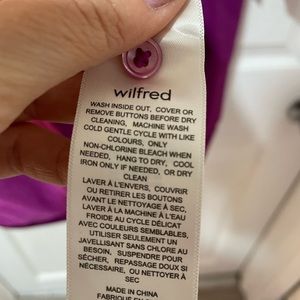 wilfred
WASH INSIDE OUT, COVER OR
REMOVE BUTTONS BEFORE DRY
CLEANING, MACHINE WASH
COLD GENTLE CYCLE WITH LIKE
COLOURS, ONLY
NON-CHLORINE BLEACH WHEN
NEEDED, HANG TO DRY, COOL
IRON ONLY IF NEEDED, OR DRY
CLEAN
LAVER À L'ENVERS, COUVRIR
OU RETIRER LES BOUTONS
AVANT LE NETTOYAGE À SEC,
LAVER À LA MACHINE À L'EAU
FROIDE AU CYCLE DÉLICAT
AVEC COULEURS SEMBLABLES,
UTILISER SEULEMENT UN
JAVELLISANT SANS CHLORE AU
BESOIN, SUSPENDRE POUR
SÉCHER, REPASSAGE DOUX SI
NÉCESSAIRE, OU NETTOYER À
SEC
MADE IN CHINA
FABRIQUÉ EN